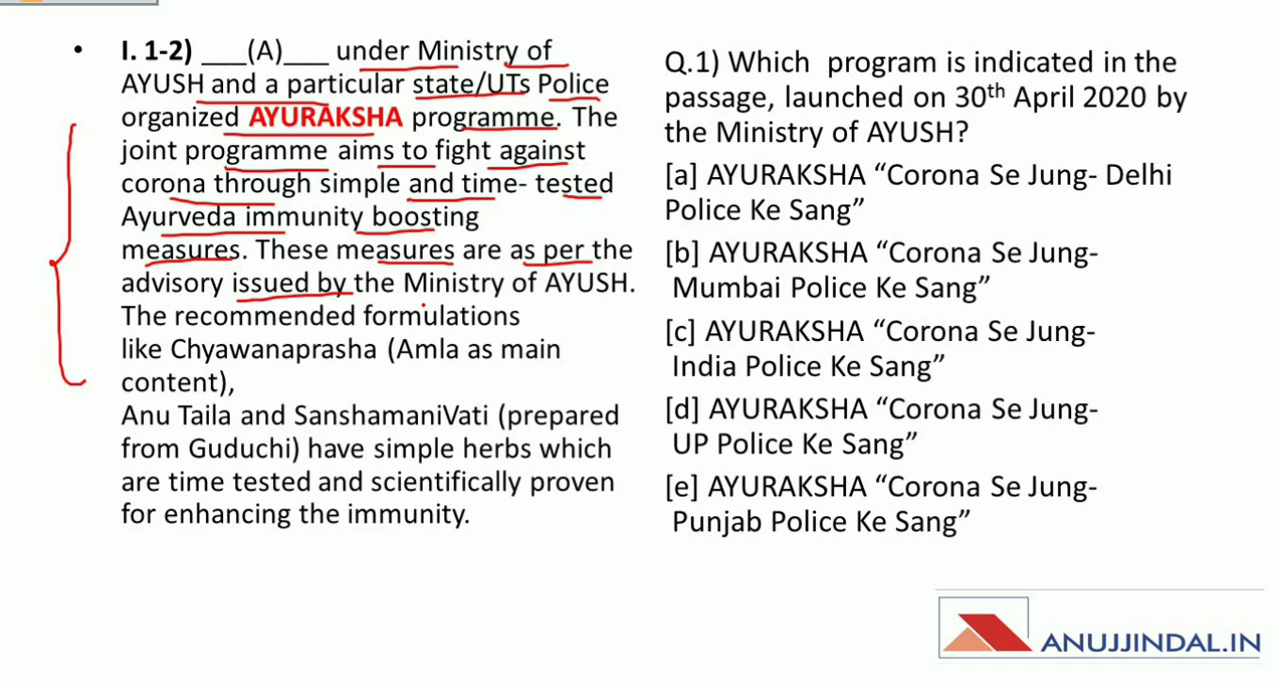 • I. 1-2) ___(A)___ under Ministry of
AYUSH and a particular state/UTs Police
organized AYURAKSHA programme. The
joint programme aims to fight against
corona through simple and time- tested
Ayurveda immunity boosting
measures. These measures are as per the
advisory issued by the Ministry of AYUSH.
The recommended formulations
like Chyawanaprasha (Amla as main
content),
Anu Taila and SanshamaniVati (prepared
from Guduchi) have simple herbs which
are time tested and scientifically proven
for enhancing the immunity.
Q.1) Which program is indicated in the
passage, launched on 30th April 2020 by
the Ministry of AYUSH?
[a] AYURAKSHA “Corona Se Jung- Delhi
Police Ke Sang”
[b] AYURAKSHA “Corona Se Jung-
Mumbai Police Ke Sang”
[c] AYURAKSHA “Corona Se Jung-
India Police Ke Sang”
[d] AYURAKSHA “Corona Se Jung-
UP Police Ke Sang”
[e] AYURAKSHA “Corona Se Jung-
Punjab Police Ke Sang”
ANUJJINDAL.IN